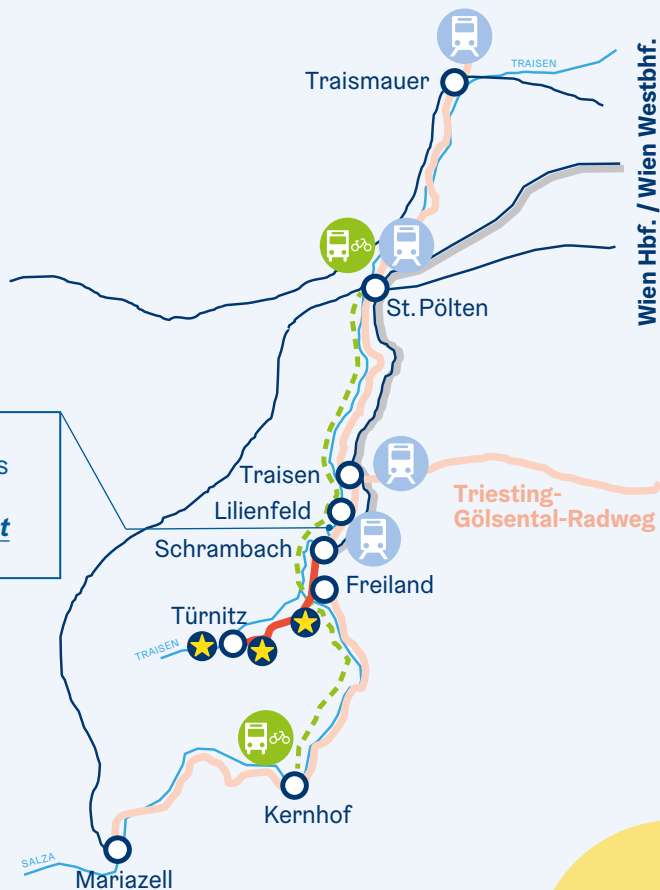 TRAISEN
Traismauer
Wien Hbf. / Wien Westbhf.
St. Pölten
s
t
Traisen
Triesting-
Gölsental-Radweg
Lilienfeld
Schrambach
Freiland
Türnitz
TRAISEN
Kernhof
SALZA
Mariazell